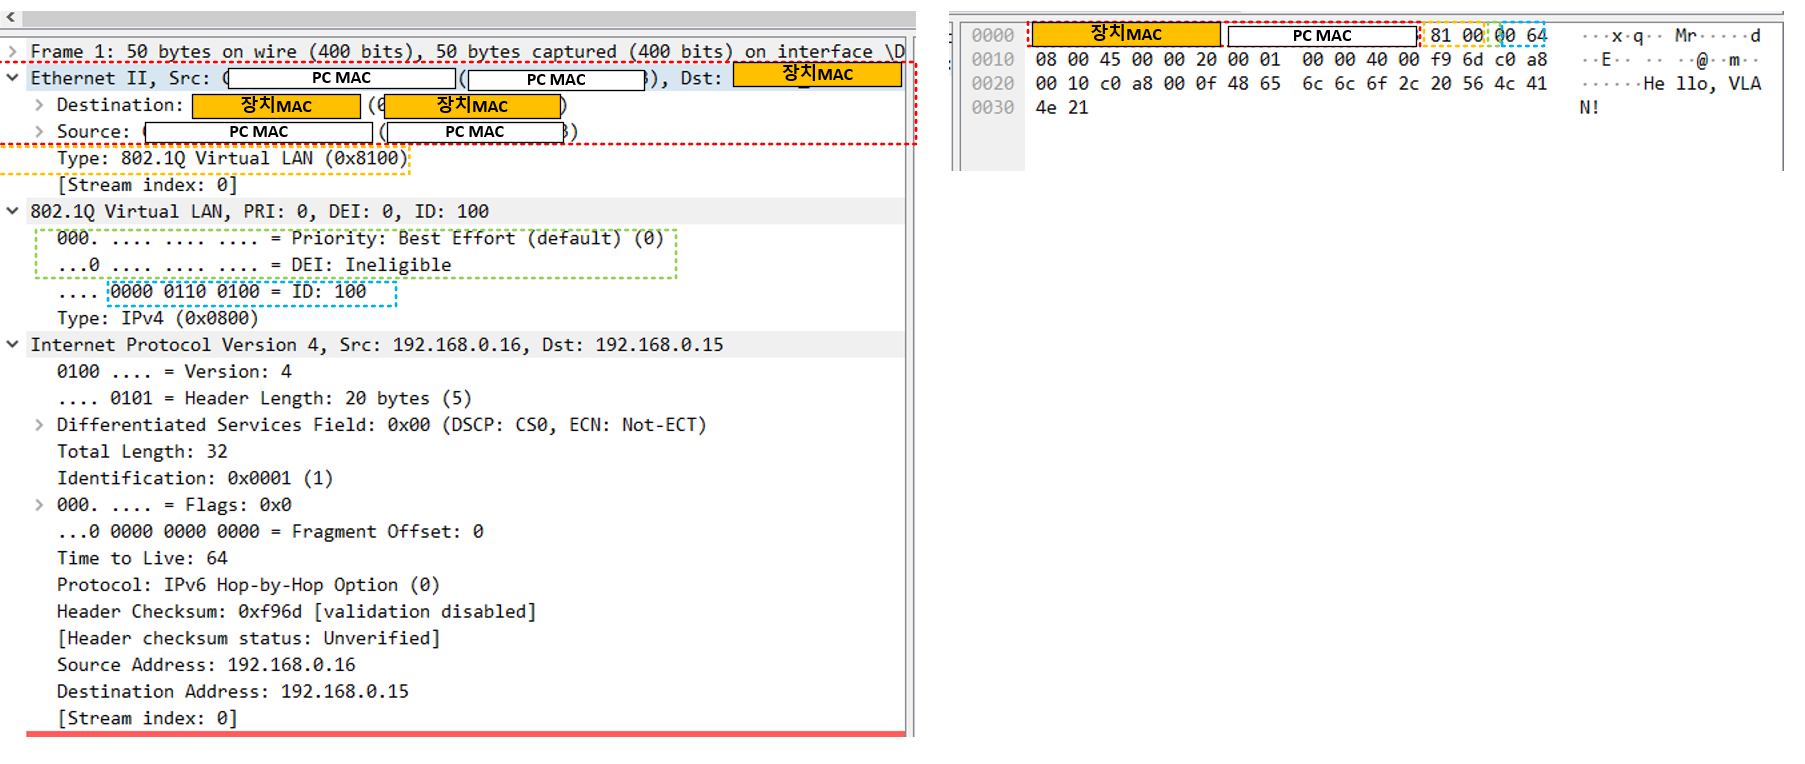 Frame 1: 50 bytes on wire (400 bits), 50 bytes captured (400 bits) on interface \D
Ethernet II, Src: PC MAC (PC MAC), Dst: 장치MAC
Destination: 장치MAC (장치MAC)
Source: PC MAC (PC MAC)
Type: 802.1Q Virtual LAN (0x8100)
[Stream index: 0]
802.1Q Virtual LAN, PRI: 0, DEI: 0, ID: 100
000. .... .... .... = Priority: Best Effort (default) (0)
...0 .... .... .... = DEI: Ineligible
.... 0000 0110 0100 = ID: 100
Type: IPv4 (0x0800)
Internet Protocol Version 4, Src: 192.168.0.16, Dst: 192.168.0.15
0100 .... = Version: 4
.... 0101 = Header Length: 20 bytes (5)
Differentiated Services Field: 0x00 (DSCP: CS0, ECN: Not-ECT)
Total Length: 32
Identification: 0x0001 (1)
000. .... = Flags: 0x0
...0 0000 0000 0000 = Fragment Offset: 0
Time to Live: 64
Protocol: IPv6 Hop-by-Hop Option (0)
Header Checksum: 0xf96d [validation disabled]
[Header checksum status: Unverified]
Source Address: 192.168.0.16
Destination Address: 192.168.0.15
[Stream index: 0]
0000 장치MAC PC MAC 81 00 00 64 ···x·q·· Mr·····d
0010 08 00 45 00 00 20 00 01 00 00 40 00 f9 6d c0 a8 ··E·· ·· ··@··m··
0020 00 10 c0 a8 00 0f 48 65 6c 6c 6f 2c 20 56 4c 41 ······He llo, VLA
0030 4e 21 N!